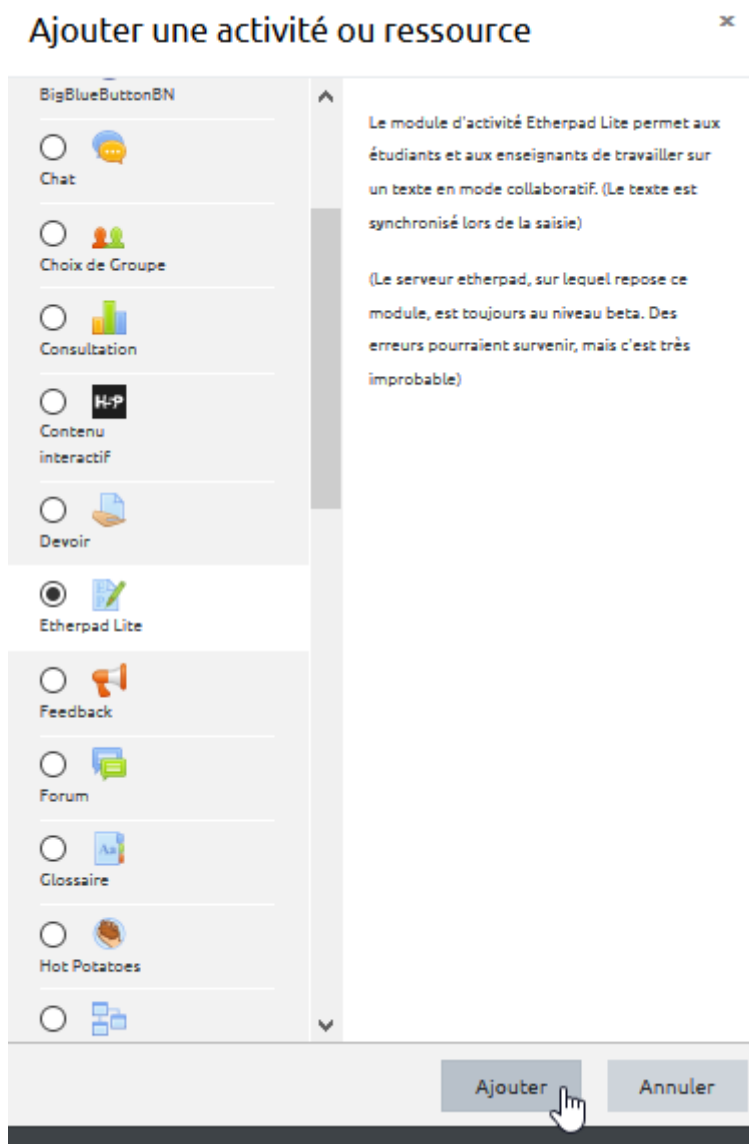 Ajouter une activité ou ressource
×
BigBlueButtonBN
Chat
Choix de Groupe
Consultation
H-P
Contenu
interactif
Devoir
Etherpad Lite
Feedback
Forum
Aa
Glossaire
Hot Potatoes
Le module d'activité Etherpad Lite permet aux
étudiants et aux enseignants de travailler sur
un texte en mode collaboratif. (Le texte est
synchronisé lors de la saisie)
(Le serveur etherpad, sur lequel repose ce
module, est toujours au niveau beta. Des
erreurs pourraient survenir, mais c'est très
improbable)
Ajouter
Annuler